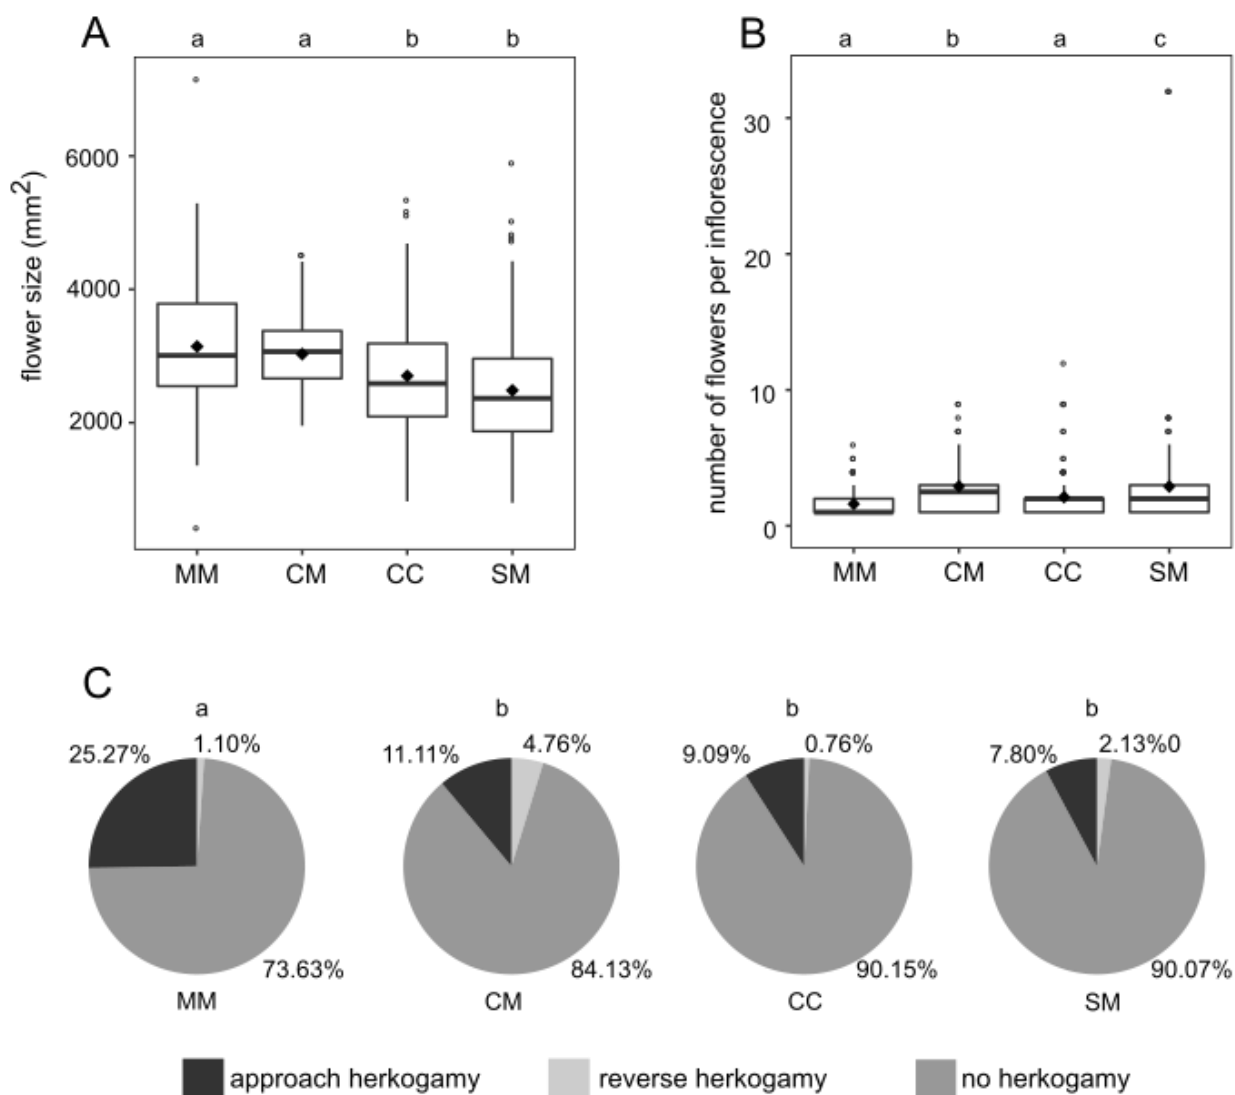 A
a a b b
flower size (mm2)
6000
4000
2000
MM CM CC SM
B
a b a c
number of flowers per inflorescence
30
20
10
0
MM CM CC SM
C
a b b b
25.27% 1.10% 11.11% 4.76% 9.09% 0.76% 7.80% 2.13%0
73.63% 84.13% 90.15% 90.07%
MM CM CC SM
approach herkogamy reverse herkogamy no herkogamy